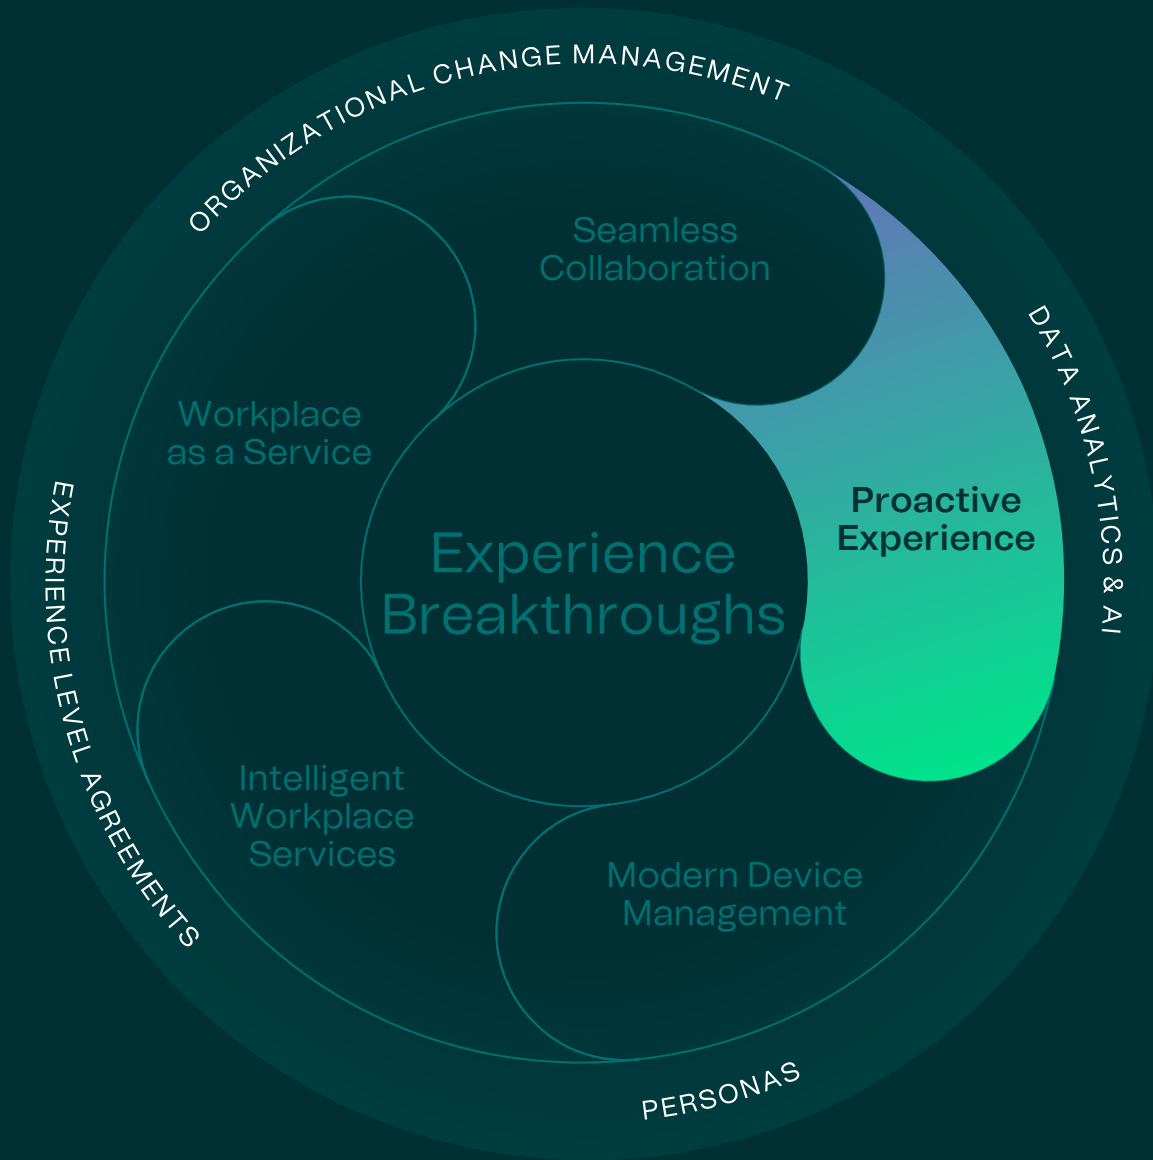 ORGANIZATIONAL CHANGE MANAGEMENT
DATA ANALYTICS & AI
PERSONAS
EXPERIENCE LEVEL AGREEMENTS
Seamless
Collaboration
Proactive
Experience
Modern Device
Management
Intelligent
Workplace
Services
Workplace
as a Service
Experience
Breakthroughs